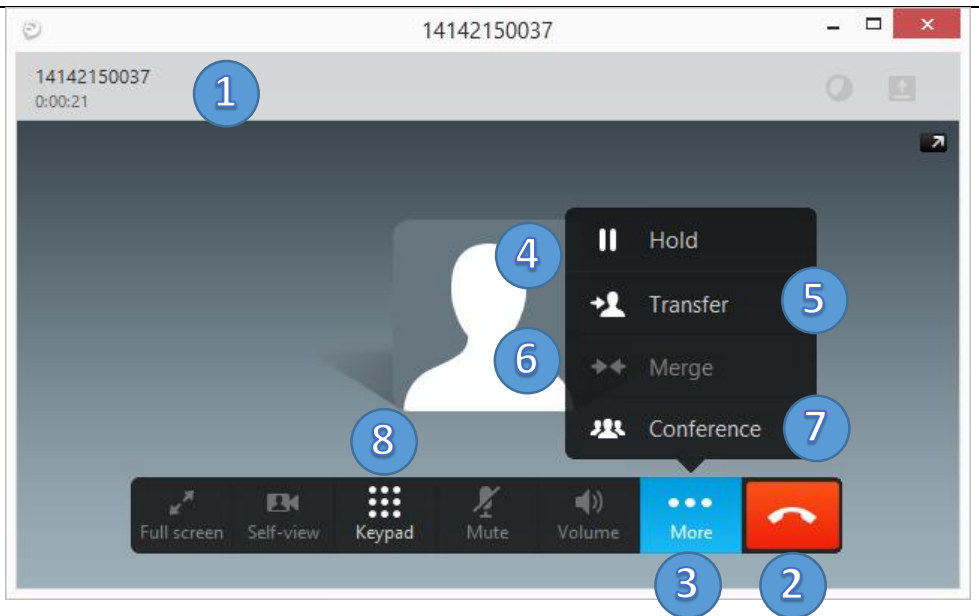 14142150037
14142150037
0:00:21
1
4
Hold
Transfer
5
6
Merge
Conference
7
8
Full screen
Self-view
Keypad
Mute
Volume
More
3
2